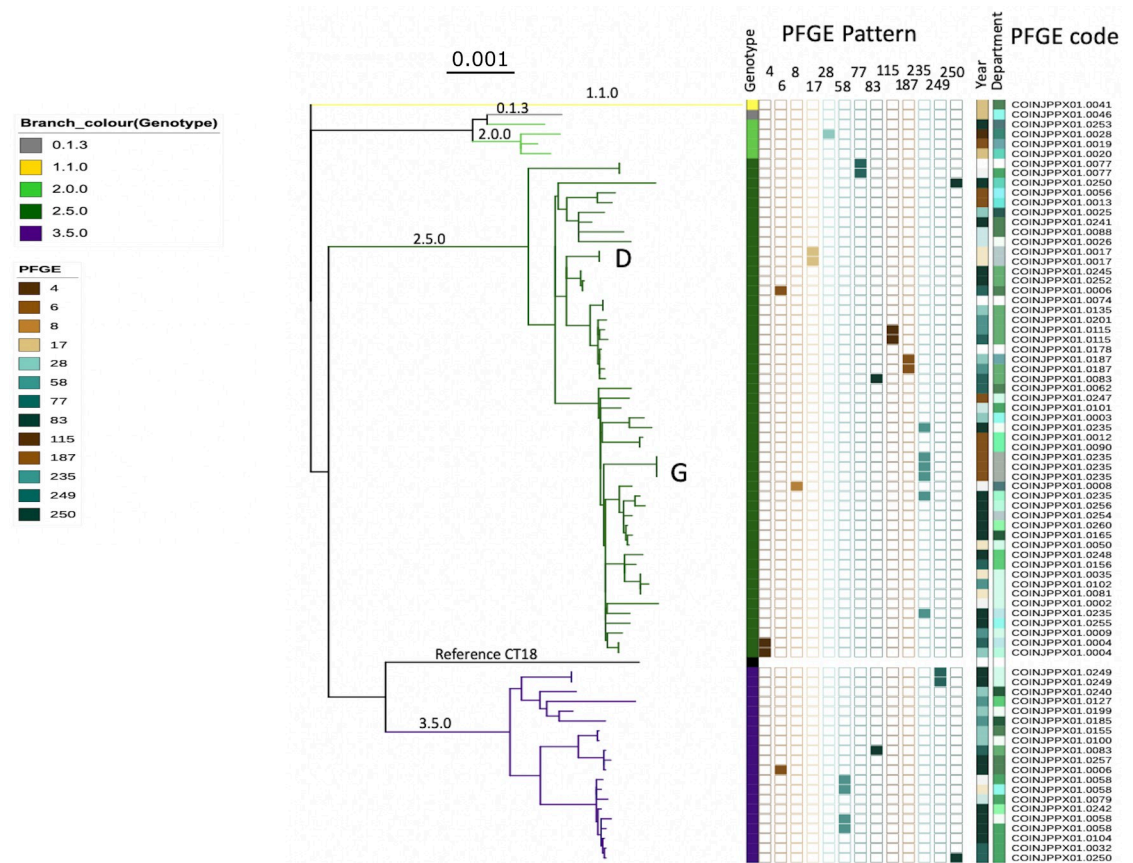 PFGE Pattern
PFGE code
Genotype
4
6
8
17
28
58
77
83
115
187
235
249
250
Year
Department
0.001
1.1.0
0.1.3
2.0.0
2.5.0
D
G
Reference CT18
3.5.0
Branch_colour(Genotype)
0.1.3
1.1.0
2.0.0
2.5.0
3.5.0
PFGE
4
6
8
17
28
58
77
83
115
187
235
249
250
COINJPPX01.0041
COINJPPX01.0046
COINJPPX01.0253
COINJPPX01.0028
COINJPPX01.0019
COINJPPX01.0020
COINJPPX01.0077
COINJPPX01.0077
COINJPPX01.0250
COINJPPX01.0056
COINJPPX01.0013
COINJPPX01.0025
COINJPPX01.0241
COINJPPX01.0088
COINJPPX01.0026
COINJPPX01.0017
COINJPPX01.0017
COINJPPX01.0245
COINJPPX01.0252
COINJPPX01.0006
COINJPPX01.0074
COINJPPX01.0135
COINJPPX01.0201
COINJPPX01.0115
COINJPPX01.0115
COINJPPX01.0178
COINJPPX01.0187
COINJPPX01.0187
COINJPPX01.0083
COINJPPX01.0062
COINJPPX01.0247
COINJPPX01.0101
COINJPPX01.0003
COINJPPX01.0235
COINJPPX01.0012
COINJPPX01.0090
COINJPPX01.0235
COINJPPX01.0235
COINJPPX01.0235
COINJPPX01.0008
COINJPPX01.0235
COINJPPX01.0256
COINJPPX01.0254
COINJPPX01.0260
COINJPPX01.0165
COINJPPX01.0050
COINJPPX01.0248
COINJPPX01.0156
COINJPPX01.0035
COINJPPX01.0102
COINJPPX01.0081
COINJPPX01.0002
COINJPPX01.0235
COINJPPX01.0255
COINJPPX01.0009
COINJPPX01.0004
COINJPPX01.0004
COINJPPX01.0249
COINJPPX01.0249
COINJPPX01.0240
COINJPPX01.0127
COINJPPX01.0199
COINJPPX01.0185
COINJPPX01.0155
COINJPPX01.0100
COINJPPX01.0083
COINJPPX01.0257
COINJPPX01.0006
COINJPPX01.0058
COINJPPX01.0058
COINJPPX01.0079
COINJPPX01.0242
COINJPPX01.0058
COINJPPX01.0058
COINJPPX01.0104
COINJPPX01.0032
COINJPPX01.0250